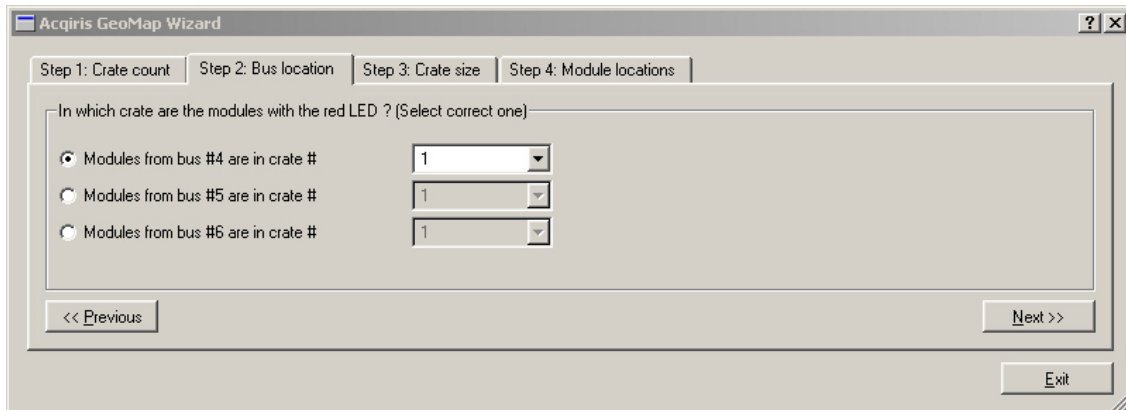 Acqiris GeoMap Wizard
?
Step 1: Crate count Step 2: Bus location Step 3: Crate size Step 4: Module locations
In which crate are the modules with the red LED ? (Select correct one)
Modules from bus #4 are in crate # 1
Modules from bus #5 are in crate # 1
Modules from bus #6 are in crate # 1
<< Previous Next >>
Exit